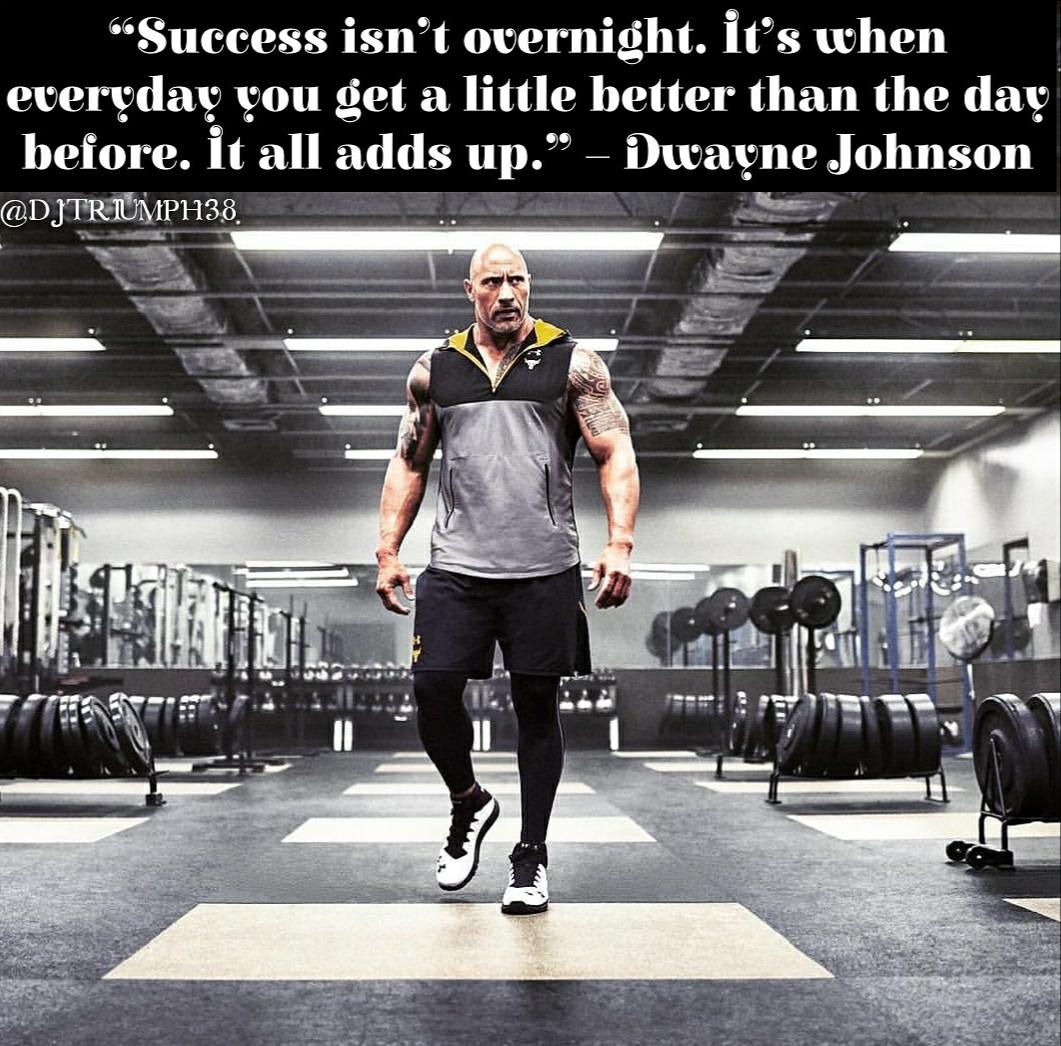 “Success isn’t overnight. It’s when
everyday you get a little better than the day
before. It all adds up.” – Dwayne Johnson
@DJTRIUMPH38